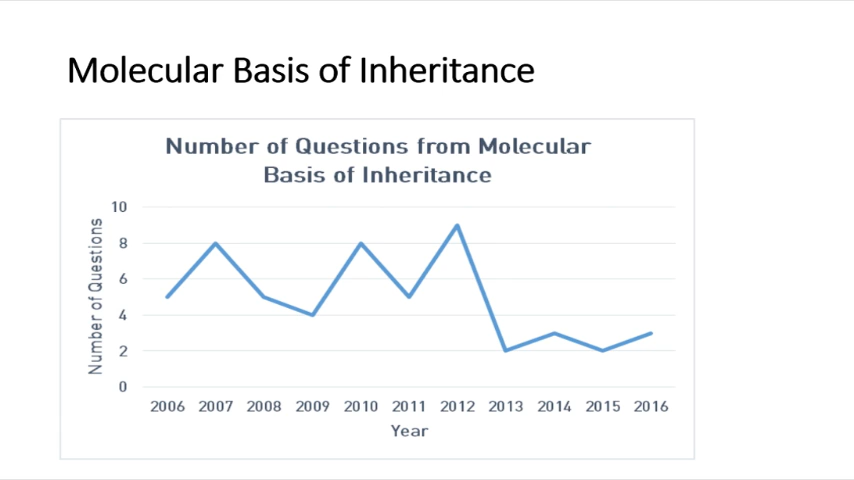 Molecular Basis of Inheritance
Number of Questions from Molecular
Basis of Inheritance
Number of Questions
10
8
6
4
2
0
2006 2007 2008 2009 2010 2011 2012 2013 2014 2015 2016
Year